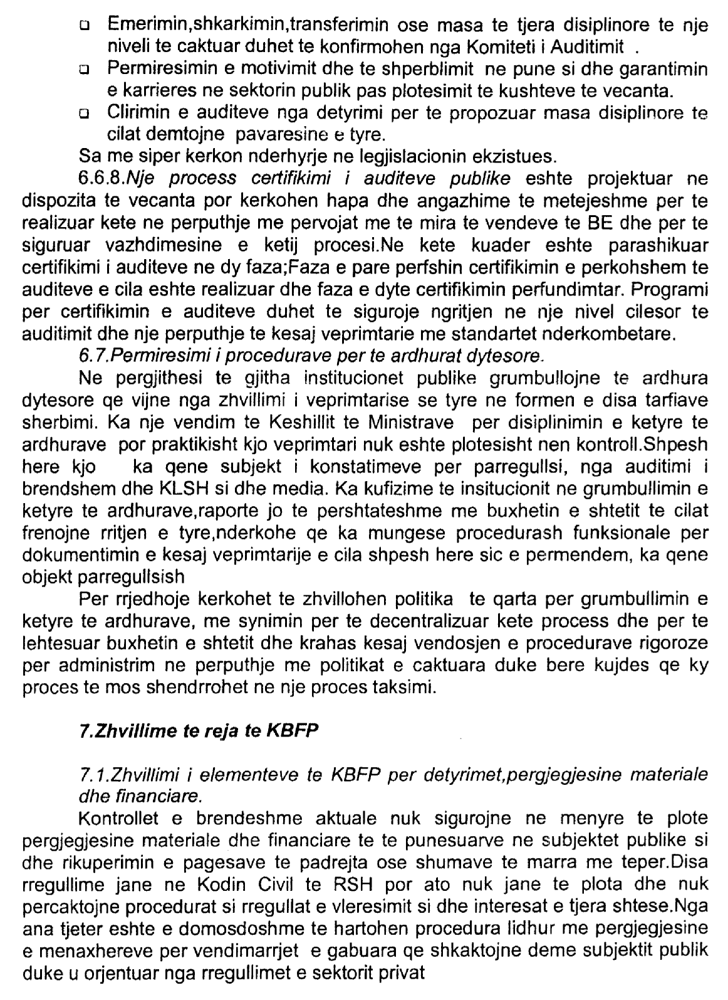 □ Emerimin,shkarkimin,transferimin ose masa te tjera disiplinore te nje
niveli te caktuar duhet te konfirmohen nga Komiteti i Auditimit .
□ Permiresimin e motivimit dhe te shperblimit ne pune si dhe garantimin
e karrieres ne sektorin publik pas plotesimit te kushteve te vecanta.
□ Clirimin e auditeve nga detyrimi per te propozuar masa disiplinore te
cilat demtojne pavaresine e tyre.
Sa me siper kerkon nderhyrje ne legjislacionin ekzistues.
6.6.8.Nje process certifikimi i auditeve publike eshte projektuar ne
dispozita te vecanta por kerkohen hapa dhe angazhime te metejeshme per te
realizuar kete ne perputhje me pervojat me te mira te vendeve te BE dhe per te
siguruar vazhdimesine e ketij procesi.Ne kete kuader eshte parashikuar
certifikimi i auditeve ne dy faza;Faza e pare perfshin certifikimin e perkohshem te
auditeve e cila eshte realizuar dhe faza e dyte certifikimin perfundimtar. Programi
per certifikimin e auditeve duhet te siguroje ngritjen ne nje nivel cilesor te
auditimit dhe nje perputhje te kesaj veprimtarie me standartet nderkombetare.
6.7.Permiresimi i procedurave per te ardhurat dytesore.
Ne pergjithesi te gjitha institucionet publike grumbullojne te ardhura
dytesore qe vijne nga zhvillimi i veprimtarise se tyre ne formen e disa tarfiave
sherbimi. Ka nje vendim te Keshillit te Ministrave per disiplinimin e ketyre te
ardhurave por praktikisht kjo veprimtari nuk eshte plotesisht nen kontroll.Shpesh
here kjo ka qene subjekt i konstatimeve per parregullsi, nga auditimi i
brendshem dhe KLSH si dhe media. Ka kufizime te insitucionit ne grumbullimin e
ketyre te ardhurave,raporte jo te pershtateshme me buxhetin e shtetit te cilat
frenojne rritjen e tyre,nderkohe qe ka mungese procedurash funksionale per
dokumentimin e kesaj veprimtarije e cila shpesh here sic e permendem, ka qene
objekt parregullsish
Per rrjedhoje kerkohet te zhvillohen politika te qarta per grumbullimin e
ketyre te ardhurave, me synimin per te decentralizuar kete process dhe per te
lehtesuar buxhetin e shtetit dhe krahas kesaj vendosjen e procedurave rigoroze
per administrim ne perputhje me politikat e caktuara duke bere kujdes qe ky
proces te mos shendrrohet ne nje proces taksimi.
7.Zhvillime te reja te KBFP
7.1.Zhvillimi i elementeve te KBFP per detyrimet,pergjegjesine materiale
dhe financiare.
Kontrollet e brendeshme aktuale nuk sigurojne ne menyre te plote
pergjegjesine materiale dhe financiare te te punesuarve ne subjektet publike si
dhe rikuperimin e pagesave te padrejta ose shumave te marra me teper.Disa
rregullime jane ne Kodin Civil te RSH por ato nuk jane te plota dhe nuk
percaktojne procedurat si rregullat e vleresimit si dhe interesat e tjera shtese.Nga
ana tjeter eshte e domosdoshme te hartohen procedura lidhur me pergjegjesine
e menaxhereve per vendimarrjet e gabuara qe shkaktojne deme subjektit publik
duke u orjentuar nga rregullimet e sektorit privat